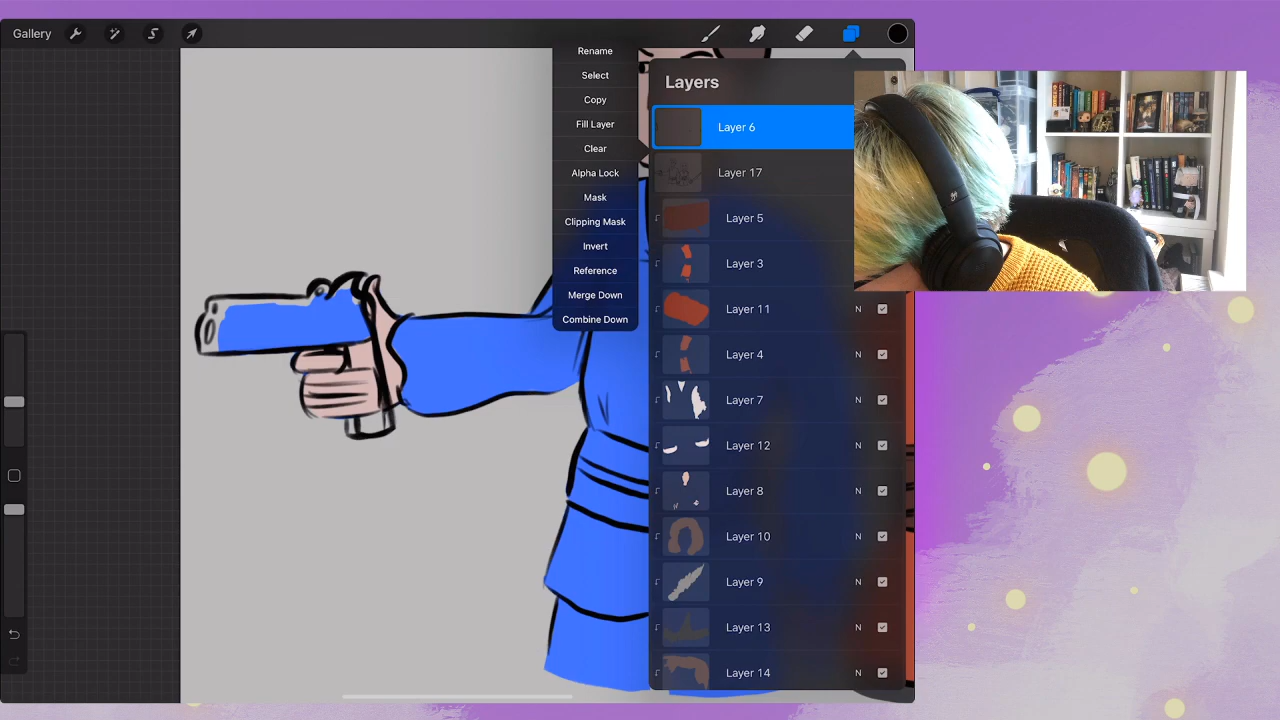 Gallery
Rename
Select
Copy
Fill Layer
Clear
Alpha Lock
Mask
Clipping Mask
Invert
Reference
Merge Down
Combine Down
Layers
Layer 6
Layer 17
Layer 5
Layer 3
Layer 11 N
Layer 4 N
Layer 7 N
Layer 12 N
Layer 8 N
Layer 10 N
Layer 9 N
Layer 13 N
Layer 14 N